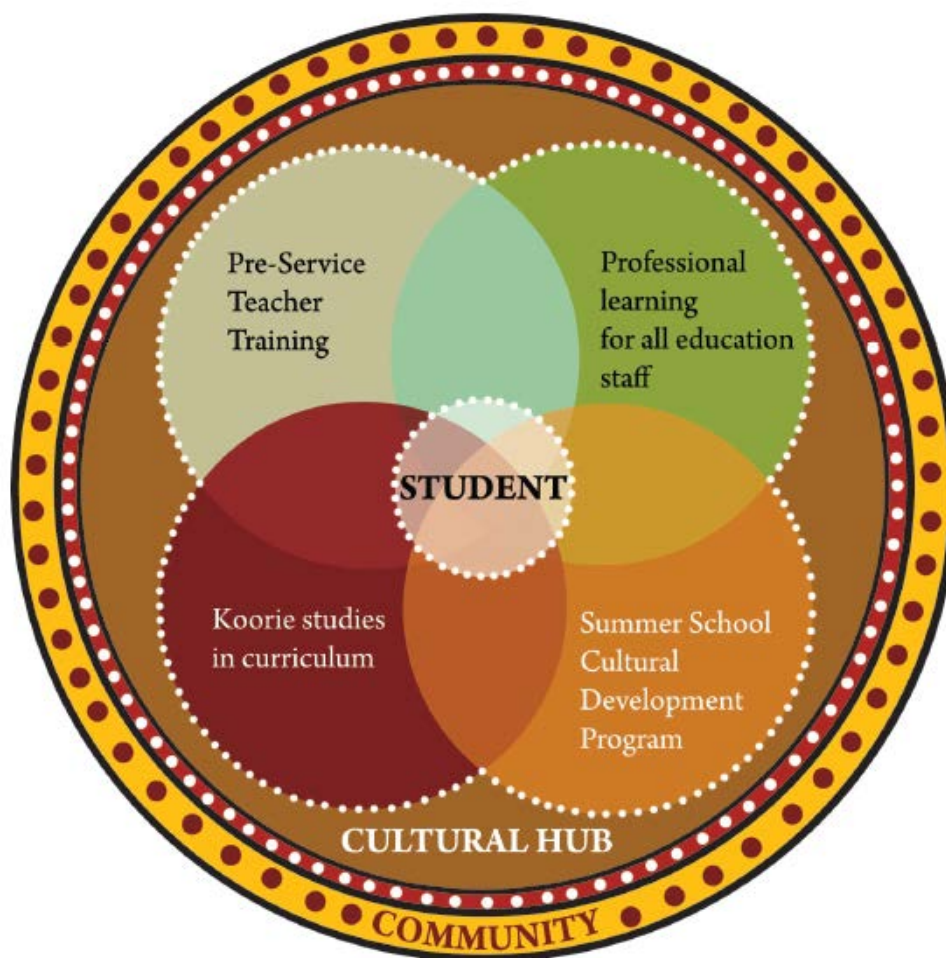 Pre-Service
Teacher
Training
Professional
learning
for all education
staff
STUDENT
Koorie studies
in curriculum
Summer School
Cultural
Development
Program
CULTURAL HUB
COMMUNITY